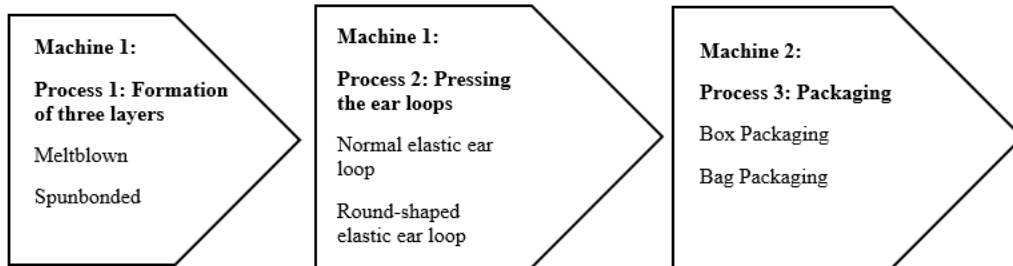 Machine 1:
Process 1: Formation
of three layers
Meltblown
Spunbonded
Machine 1:
Process 2: Pressing
the ear loops
Normal elastic ear
loop
Round-shaped
elastic ear loop
Machine 2:
Process 3: Packaging
Box Packaging
Bag Packaging